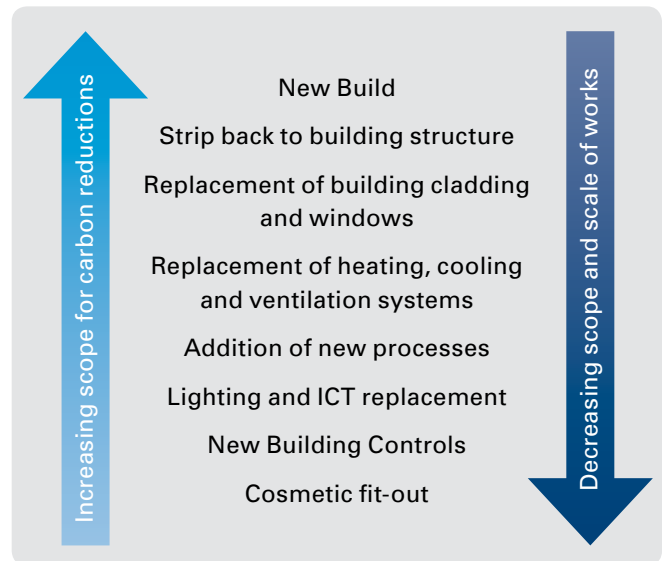 Increasing scope for carbon reductions
New Build
Strip back to building structure
Replacement of building cladding
and windows
Replacement of heating, cooling
and ventilation systems
Addition of new processes
Lighting and ICT replacement
New Building Controls
Cosmetic fit-out
Decreasing scope and scale of works